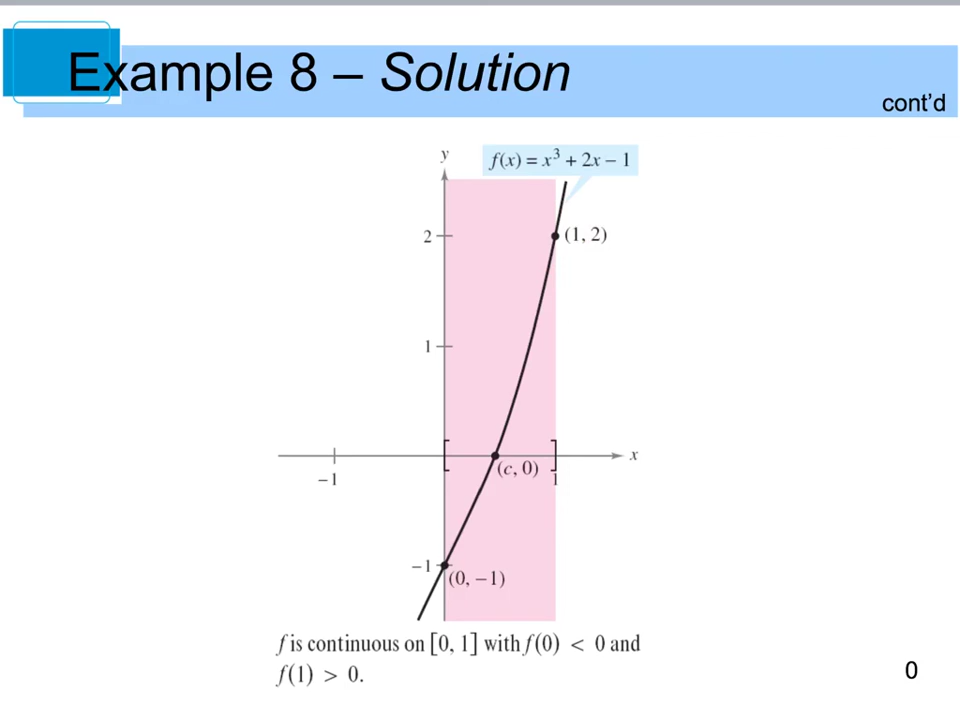 Example 8 – Solution
cont'd
y
f(x) = x³ + 2x – 1
2
(1, 2)
1
x
(c, 0)
–1
1
–1
(0, –1)
f is continuous on [0, 1] with f(0) < 0 and
f(1) > 0.
0